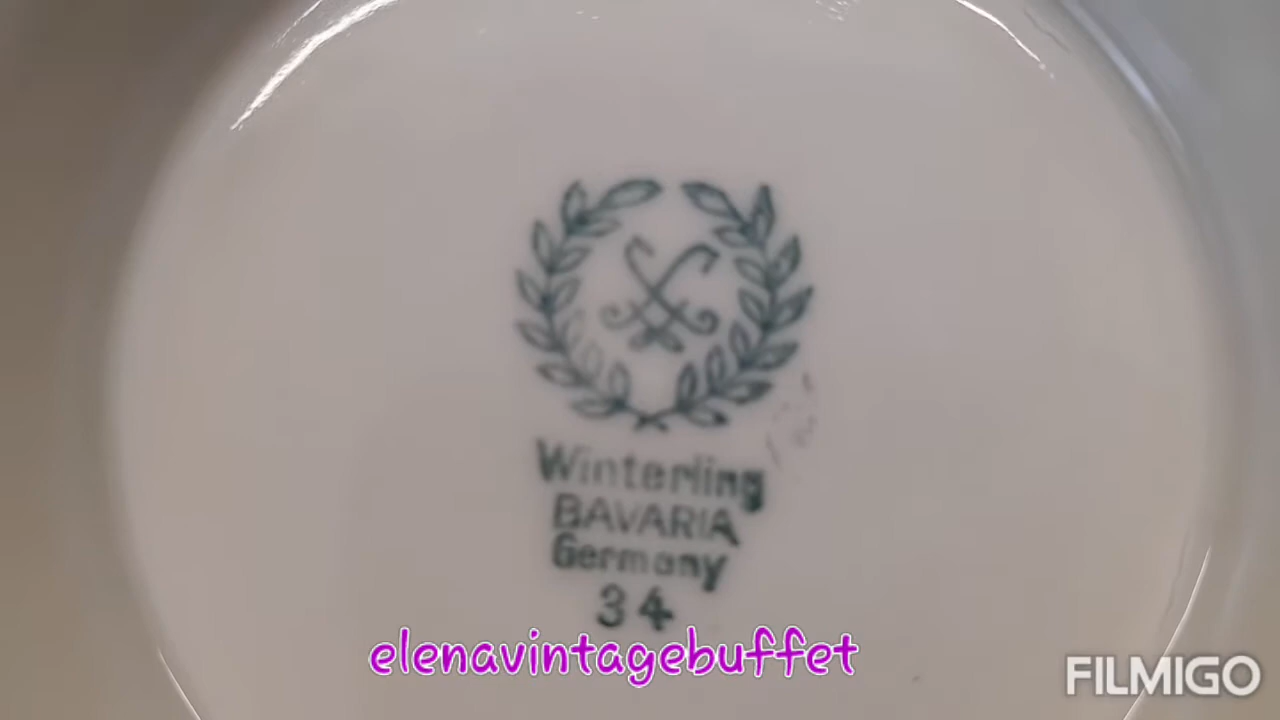 Winterling
BAVARIA
Germany
34
elenavintagebuffet
FILMIGO